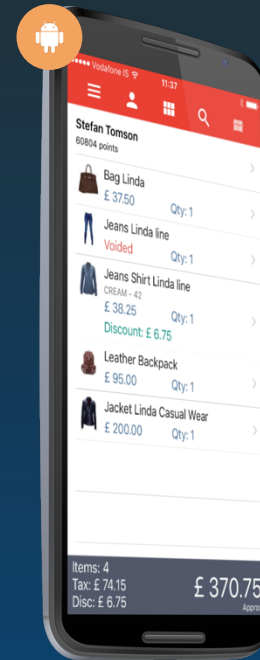 Vodafone IS 11:37
Stefan Tomson
60804 points
Bag Linda
£ 37.50 Qty: 1
Jeans Linda line
Voided Qty: 1
Jeans Shirt Linda line
CREAM - 42
£ 38.25 Qty: 1
Discount: £ 6.75
Leather Backpack
£ 95.00 Qty: 1
Jacket Linda Casual Wear
£ 200.00 Qty: 1
Items: 4
Tax: £ 74.15 £ 370.75
Disc: £ 6.75 Appro